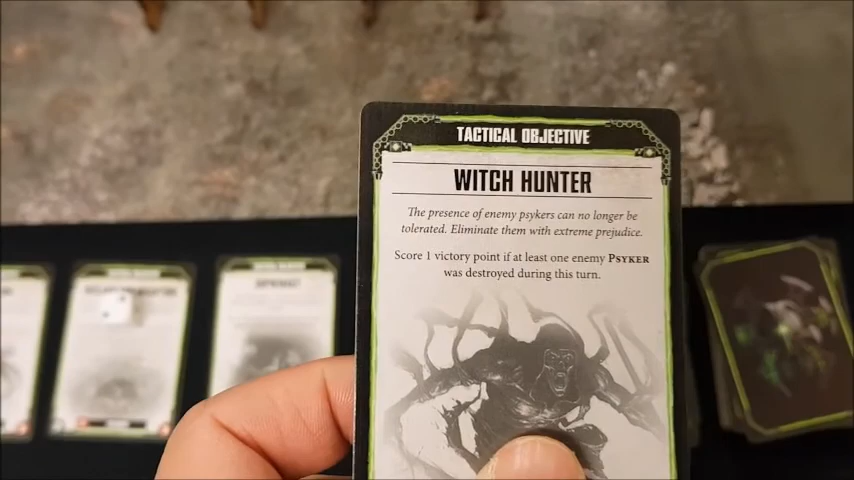 TACTICAL OBJECTIVE
WITCH HUNTER
The presence of enemy psykers can no longer be
tolerated. Eliminate them with extreme prejudice.
Score 1 victory point if at least one enemy PSYKER
was destroyed during this turn.